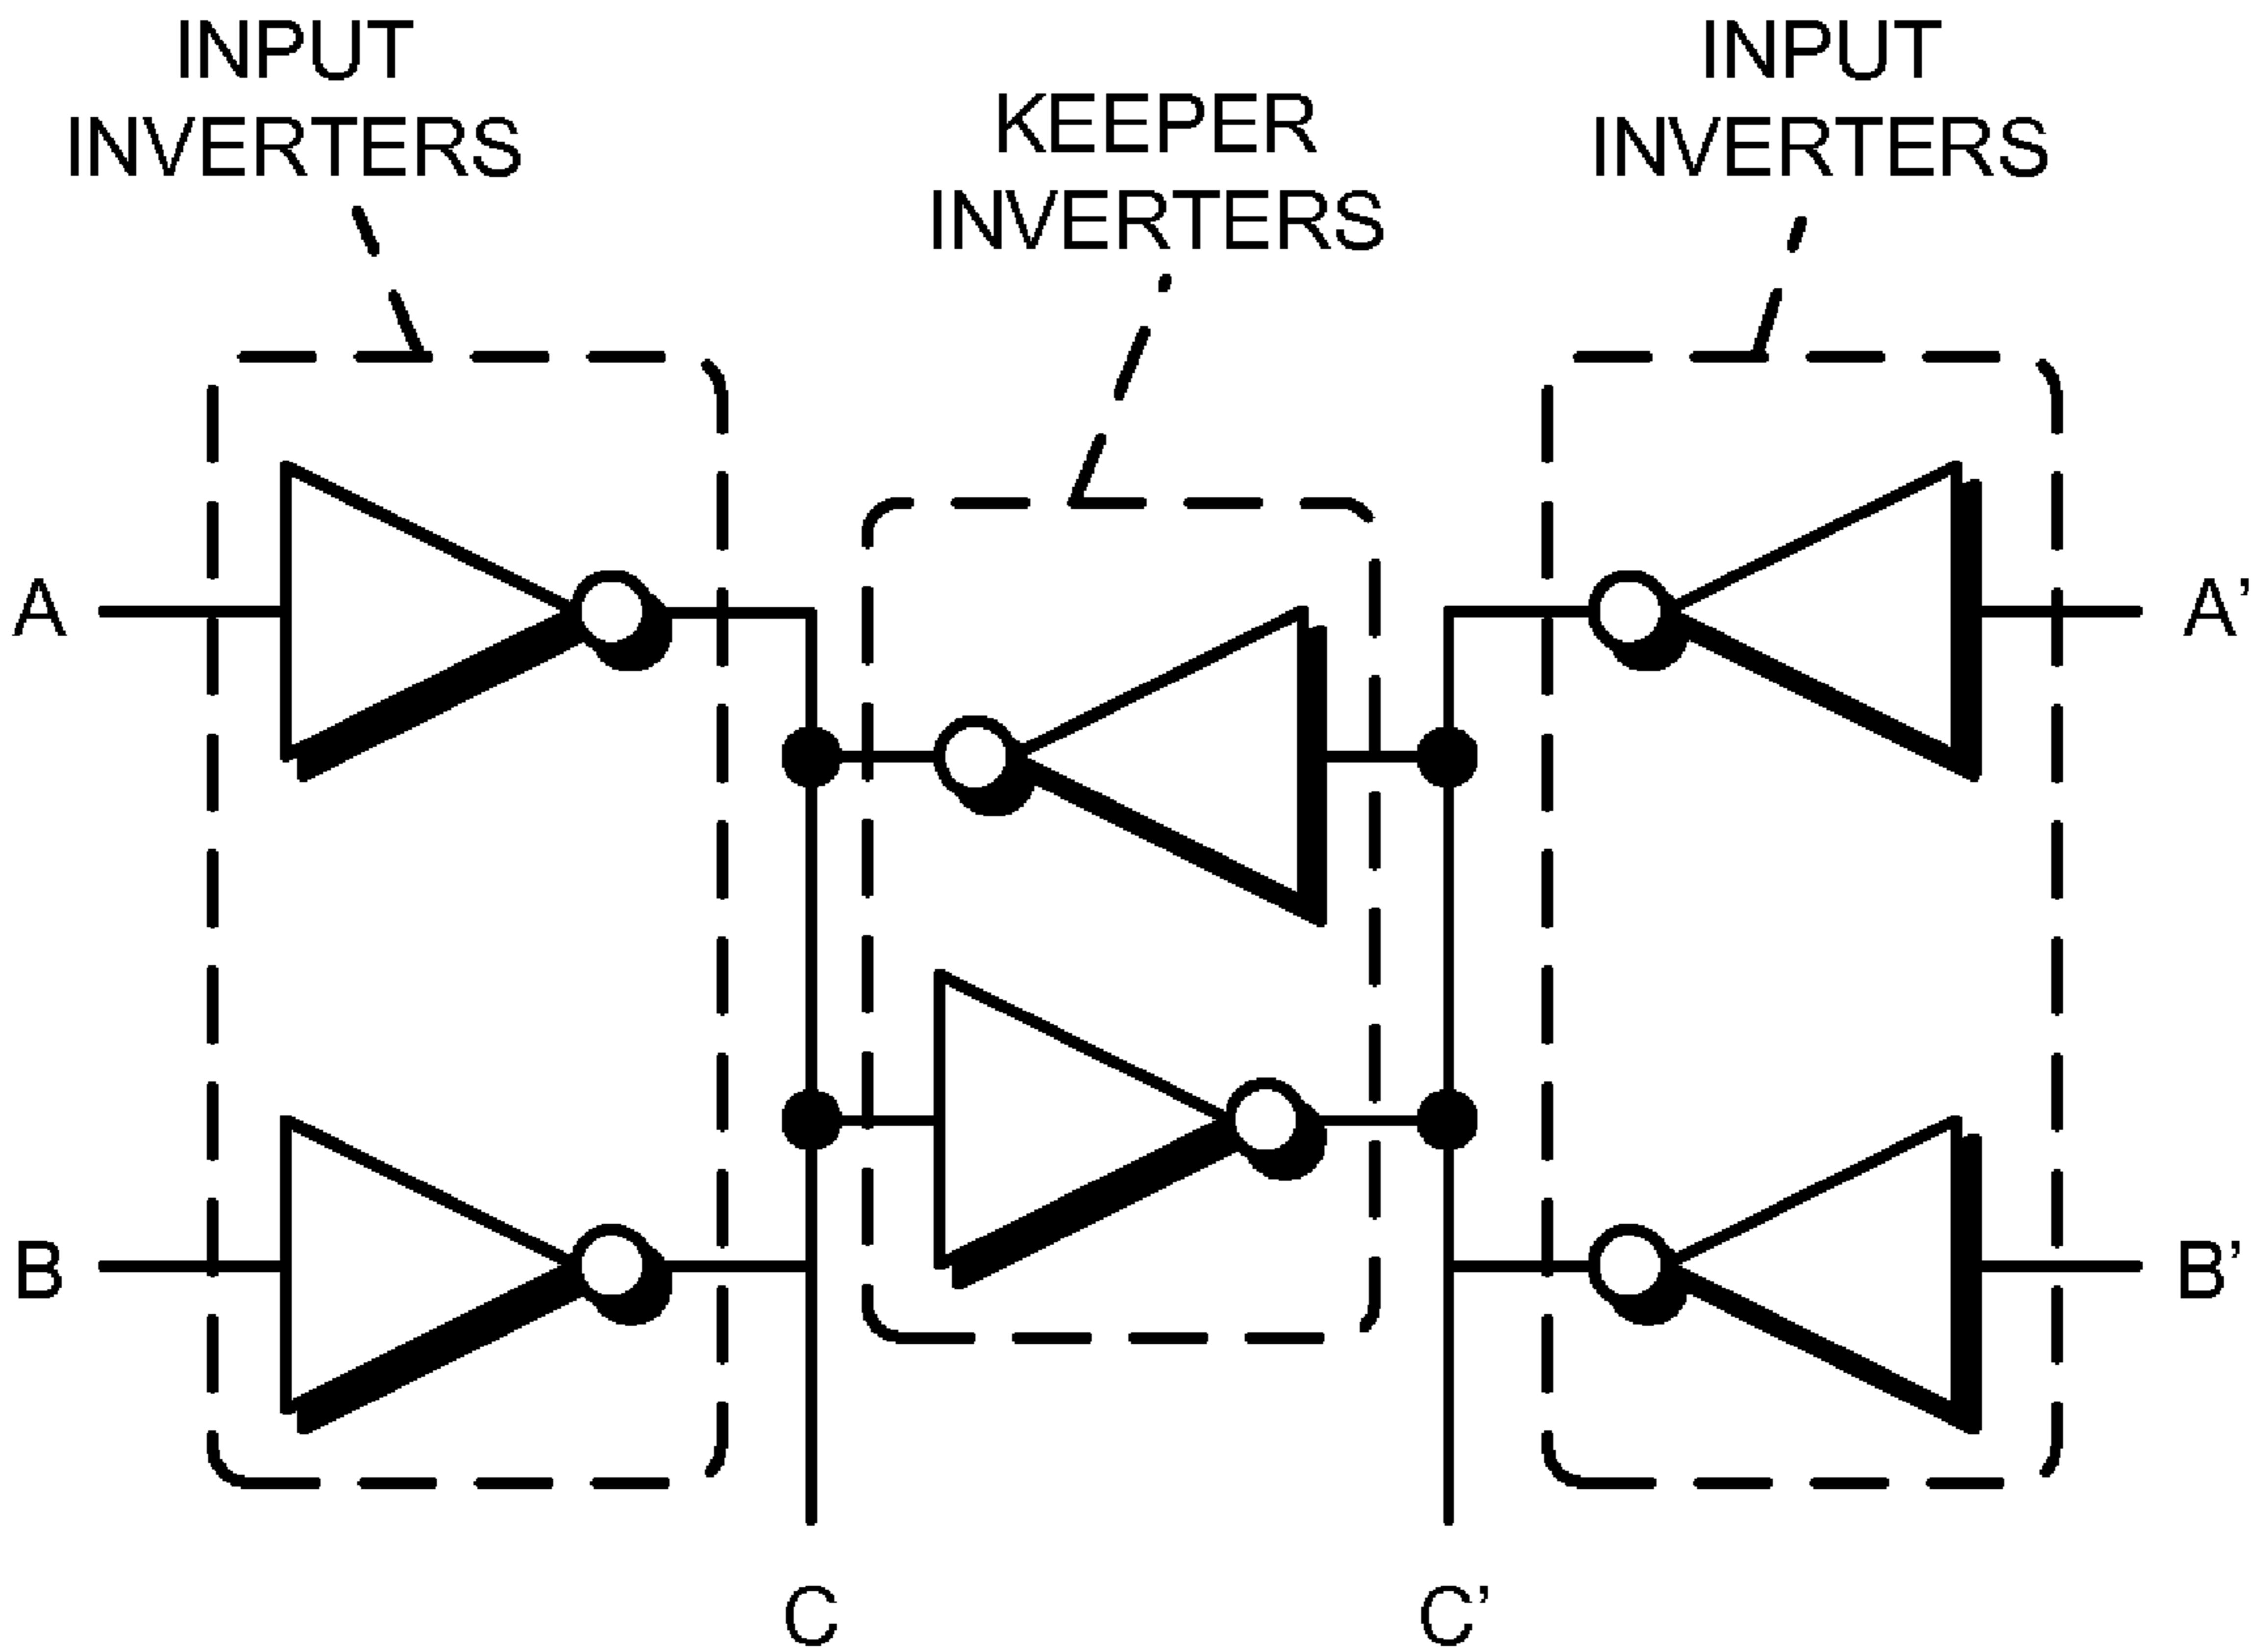 INPUT
INVERTERS
KEEPER
INVERTERS
INPUT
INVERTERS
A
A’
B
B’
C
C’